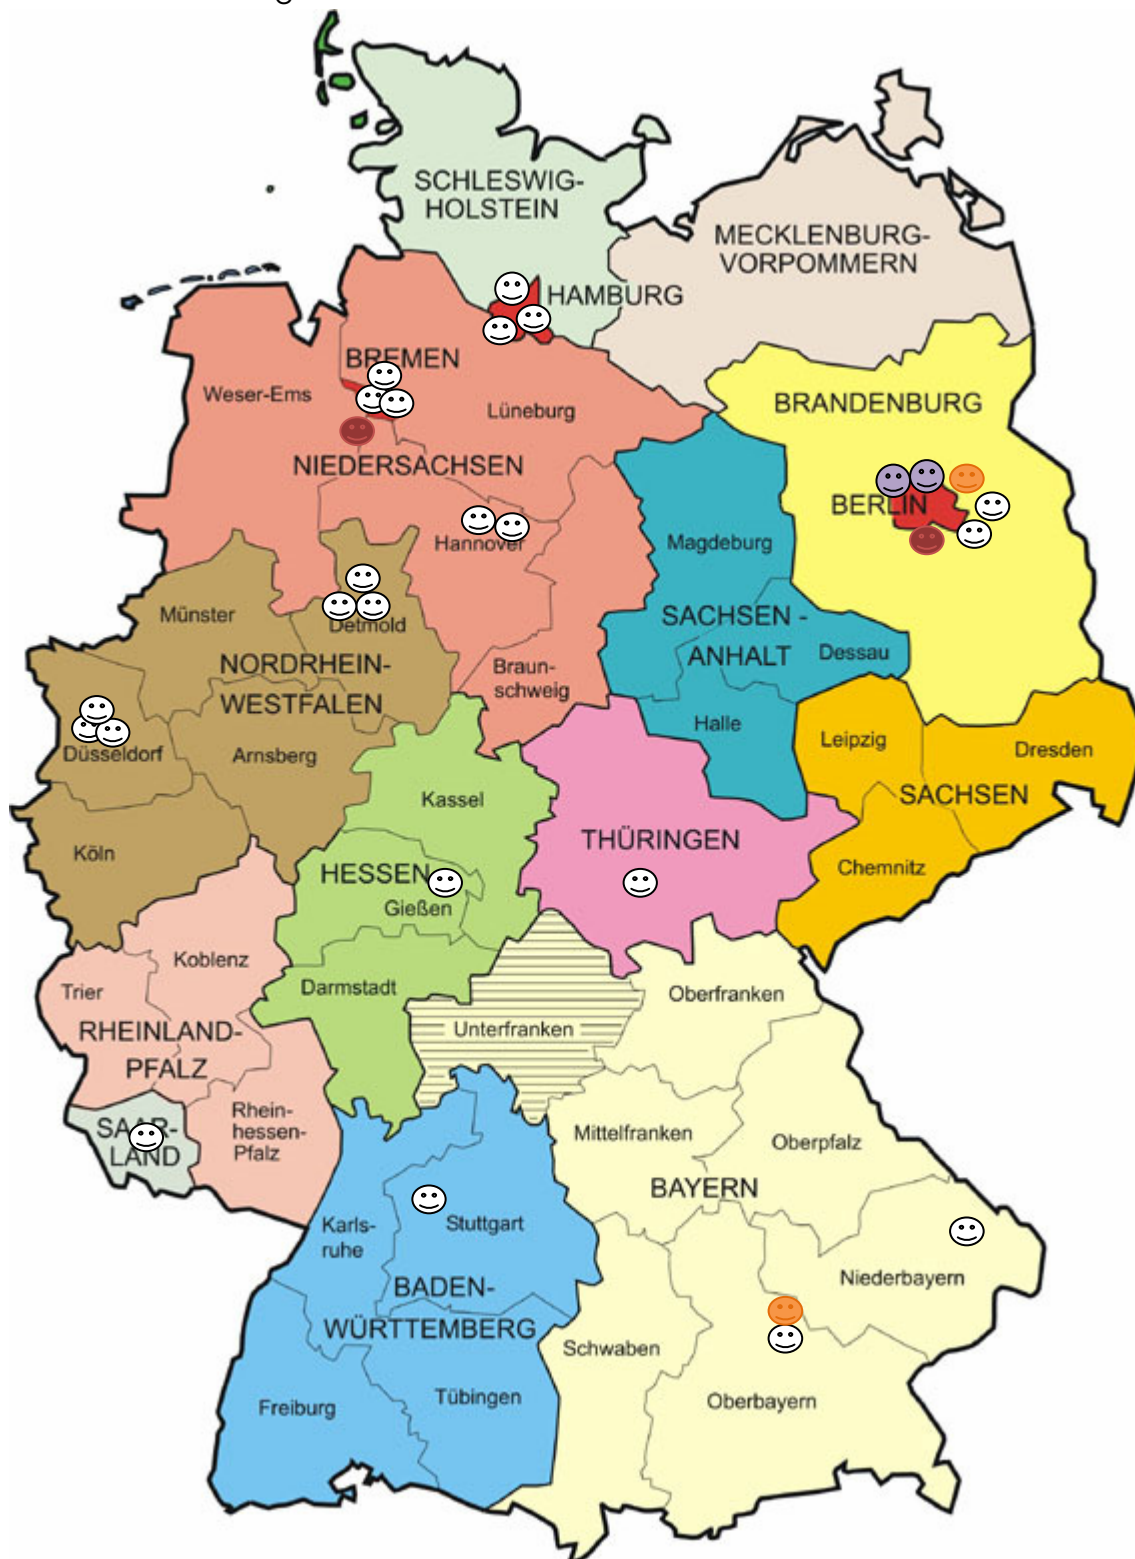 g
SCHLESWIG-
HOLSTEIN
MECKLENBURG-
VORPOMMERN
HAMBURG
BREMEN
Weser-Ems
Lüneburg
BRANDENBURG
NIEDERSACHSEN
BERLIN
Hannover
Magdeburg
Münster
Detmold
SACHSEN -
ANHALT
Dessau
NORDRHEIN-
WESTFALEN
Braun-
schweig
Halle
Leipzig
Dresden
Düsseldorf
Arnsberg
Kassel
SACHSEN
THÜRINGEN
Köln
HESSEN
Gießen
Chemnitz
Koblenz
Trier
Darmstadt
Oberfranken
RHEINLAND-
PFALZ
Unterfranken
Rhein-
hessen-
Pfalz
SAAR-
LAND
Mittelfranken
Oberpfalz
BAYERN
Karls-
ruhe
Stuttgart
Niederbayern
BADEN-
WÜRTTEMBERG
Schwaben
Freiburg
Tübingen
Oberbayern